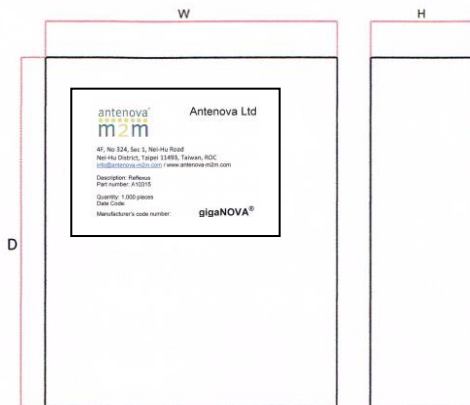 W
H
D
antenova®
m2m
Antenova Ltd
4F, No 324, Sec 1, Nei-Hu Road
Nei-Hu District, Taipei 11493, Taiwan, ROC
info@antenova-m2m.com / www.antenova-m2m.com
Description: Reflexus
Part number: A10315
Quantity: 1,000 pieces
Date Code:
Manufacturer's code number:
gigaNOVA®